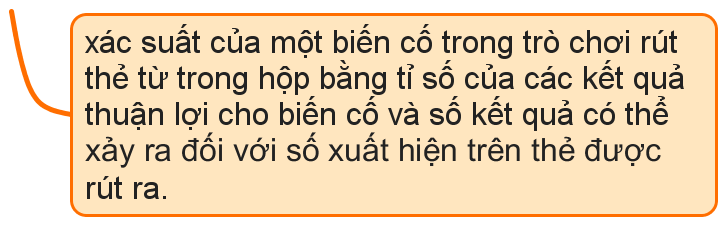 xác suất của một biến cố trong trò chơi rút
thẻ từ trong hộp bằng tỉ số của các kết quả
thuận lợi cho biến cố và số kết quả có thể
xảy ra đối với số xuất hiện trên thẻ được
rút ra.